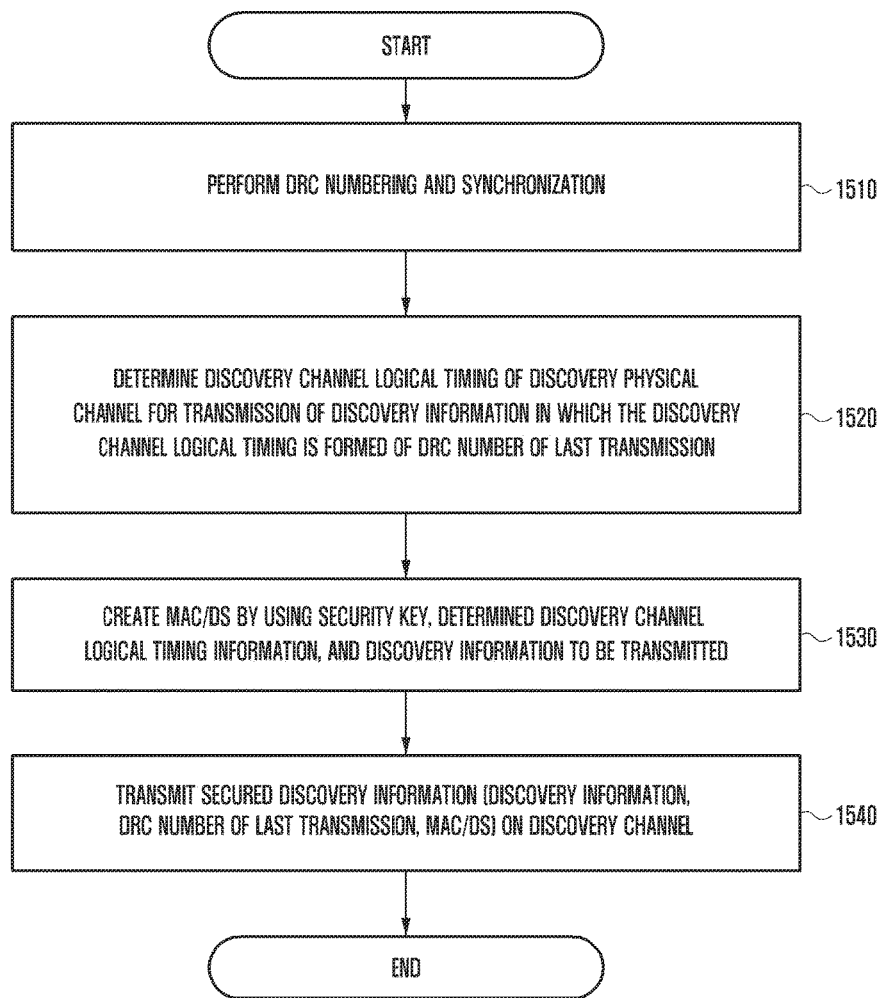 START
PERFORM DRC NUMBERING AND SYNCHRONIZATION
1510
DETERMINE DISCOVERY CHANNEL LOGICAL TIMING OF DISCOVERY PHYSICAL
CHANNEL FOR TRANSMISSION OF DISCOVERY INFORMATION IN WHICH THE DISCOVERY
CHANNEL LOGICAL TIMING IS FORMED OF DRC NUMBER OF LAST TRANSMISSION
1520
CREATE MAC/DS BY USING SECURITY KEY, DETERMINED DISCOVERY CHANNEL
LOGICAL TIMING INFORMATION, AND DISCOVERY INFORMATION TO BE TRANSMITTED
1530
TRANSMIT SECURED DISCOVERY INFORMATION (DISCOVERY INFORMATION,
DRC NUMBER OF LAST TRANSMISSION, MAC/DS) ON DISCOVERY CHANNEL
1540
END